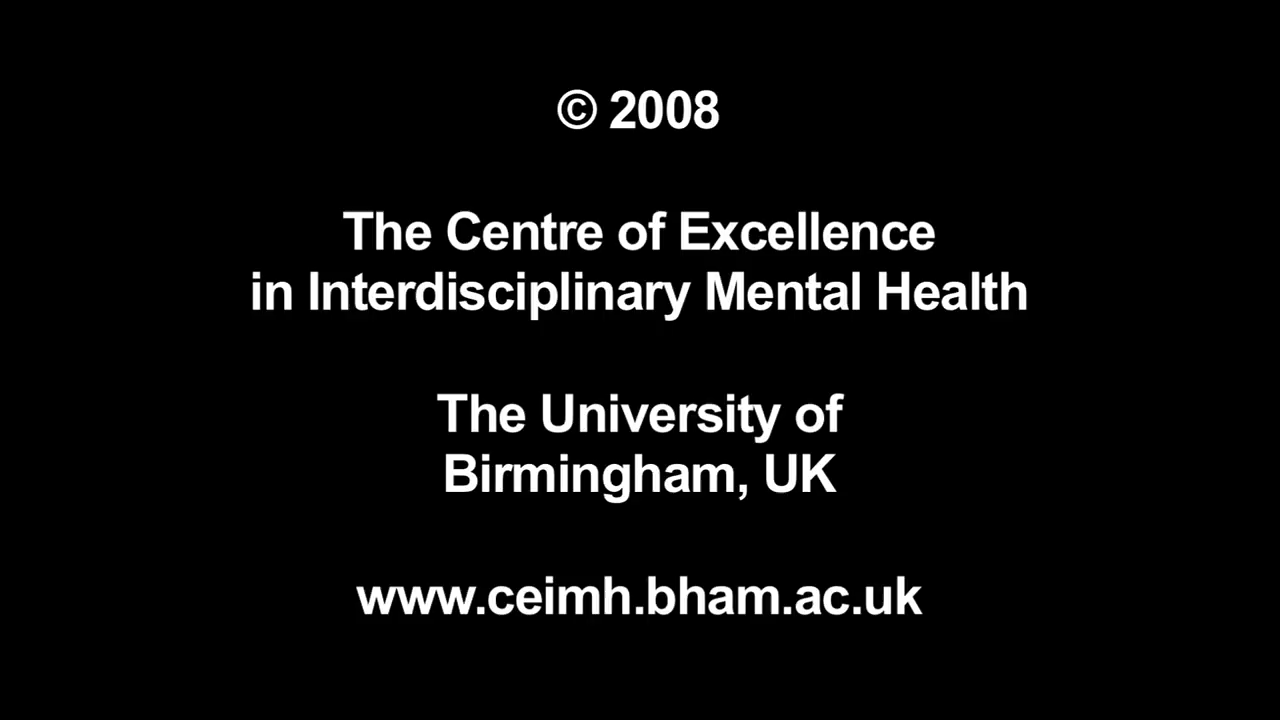 © 2008
The Centre of Excellence
in Interdisciplinary Mental Health
The University of
Birmingham, UK
www.ceimh.bham.ac.uk